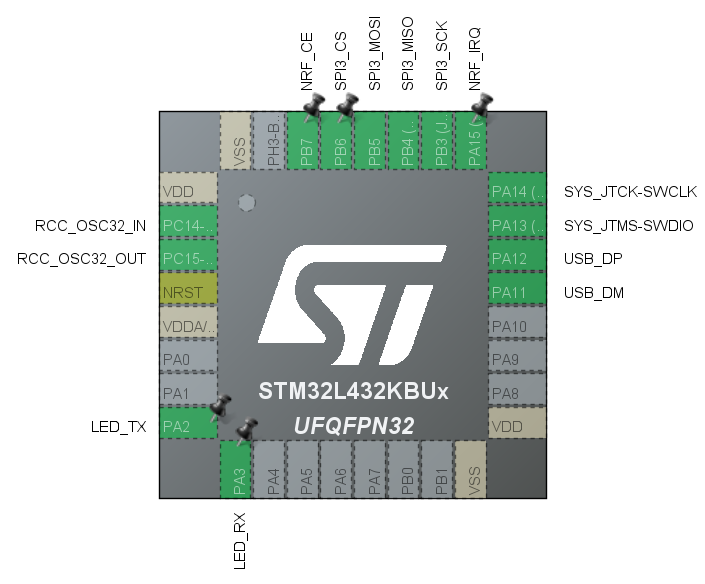 NRF_CE
SPI3_CS
SPI3_MOSI
SPI3_MISO
SPI3_SCK
NRF_IRQ
VSS
PH3-B..
PB7
PB6
PB5
PB4 (..
PB3 (J..
PA15 (..
VDD
RCC_OSC32_IN PC14-..
RCC_OSC32_OUT PC15-..
NRST
VDDA/..
PA0
PA1
LED_TX PA2
PA14 (.. SYS_JTCK-SWCLK
PA13 (.. SYS_JTMS-SWDIO
PA12 USB_DP
PA11 USB_DM
PA10
PA9
PA8
VDD
ST
STM32L432KBUx
UFQFPN32
PA3
PA4
PA5
PA6
PA7
PB0
PB1
VSS
LED_RX